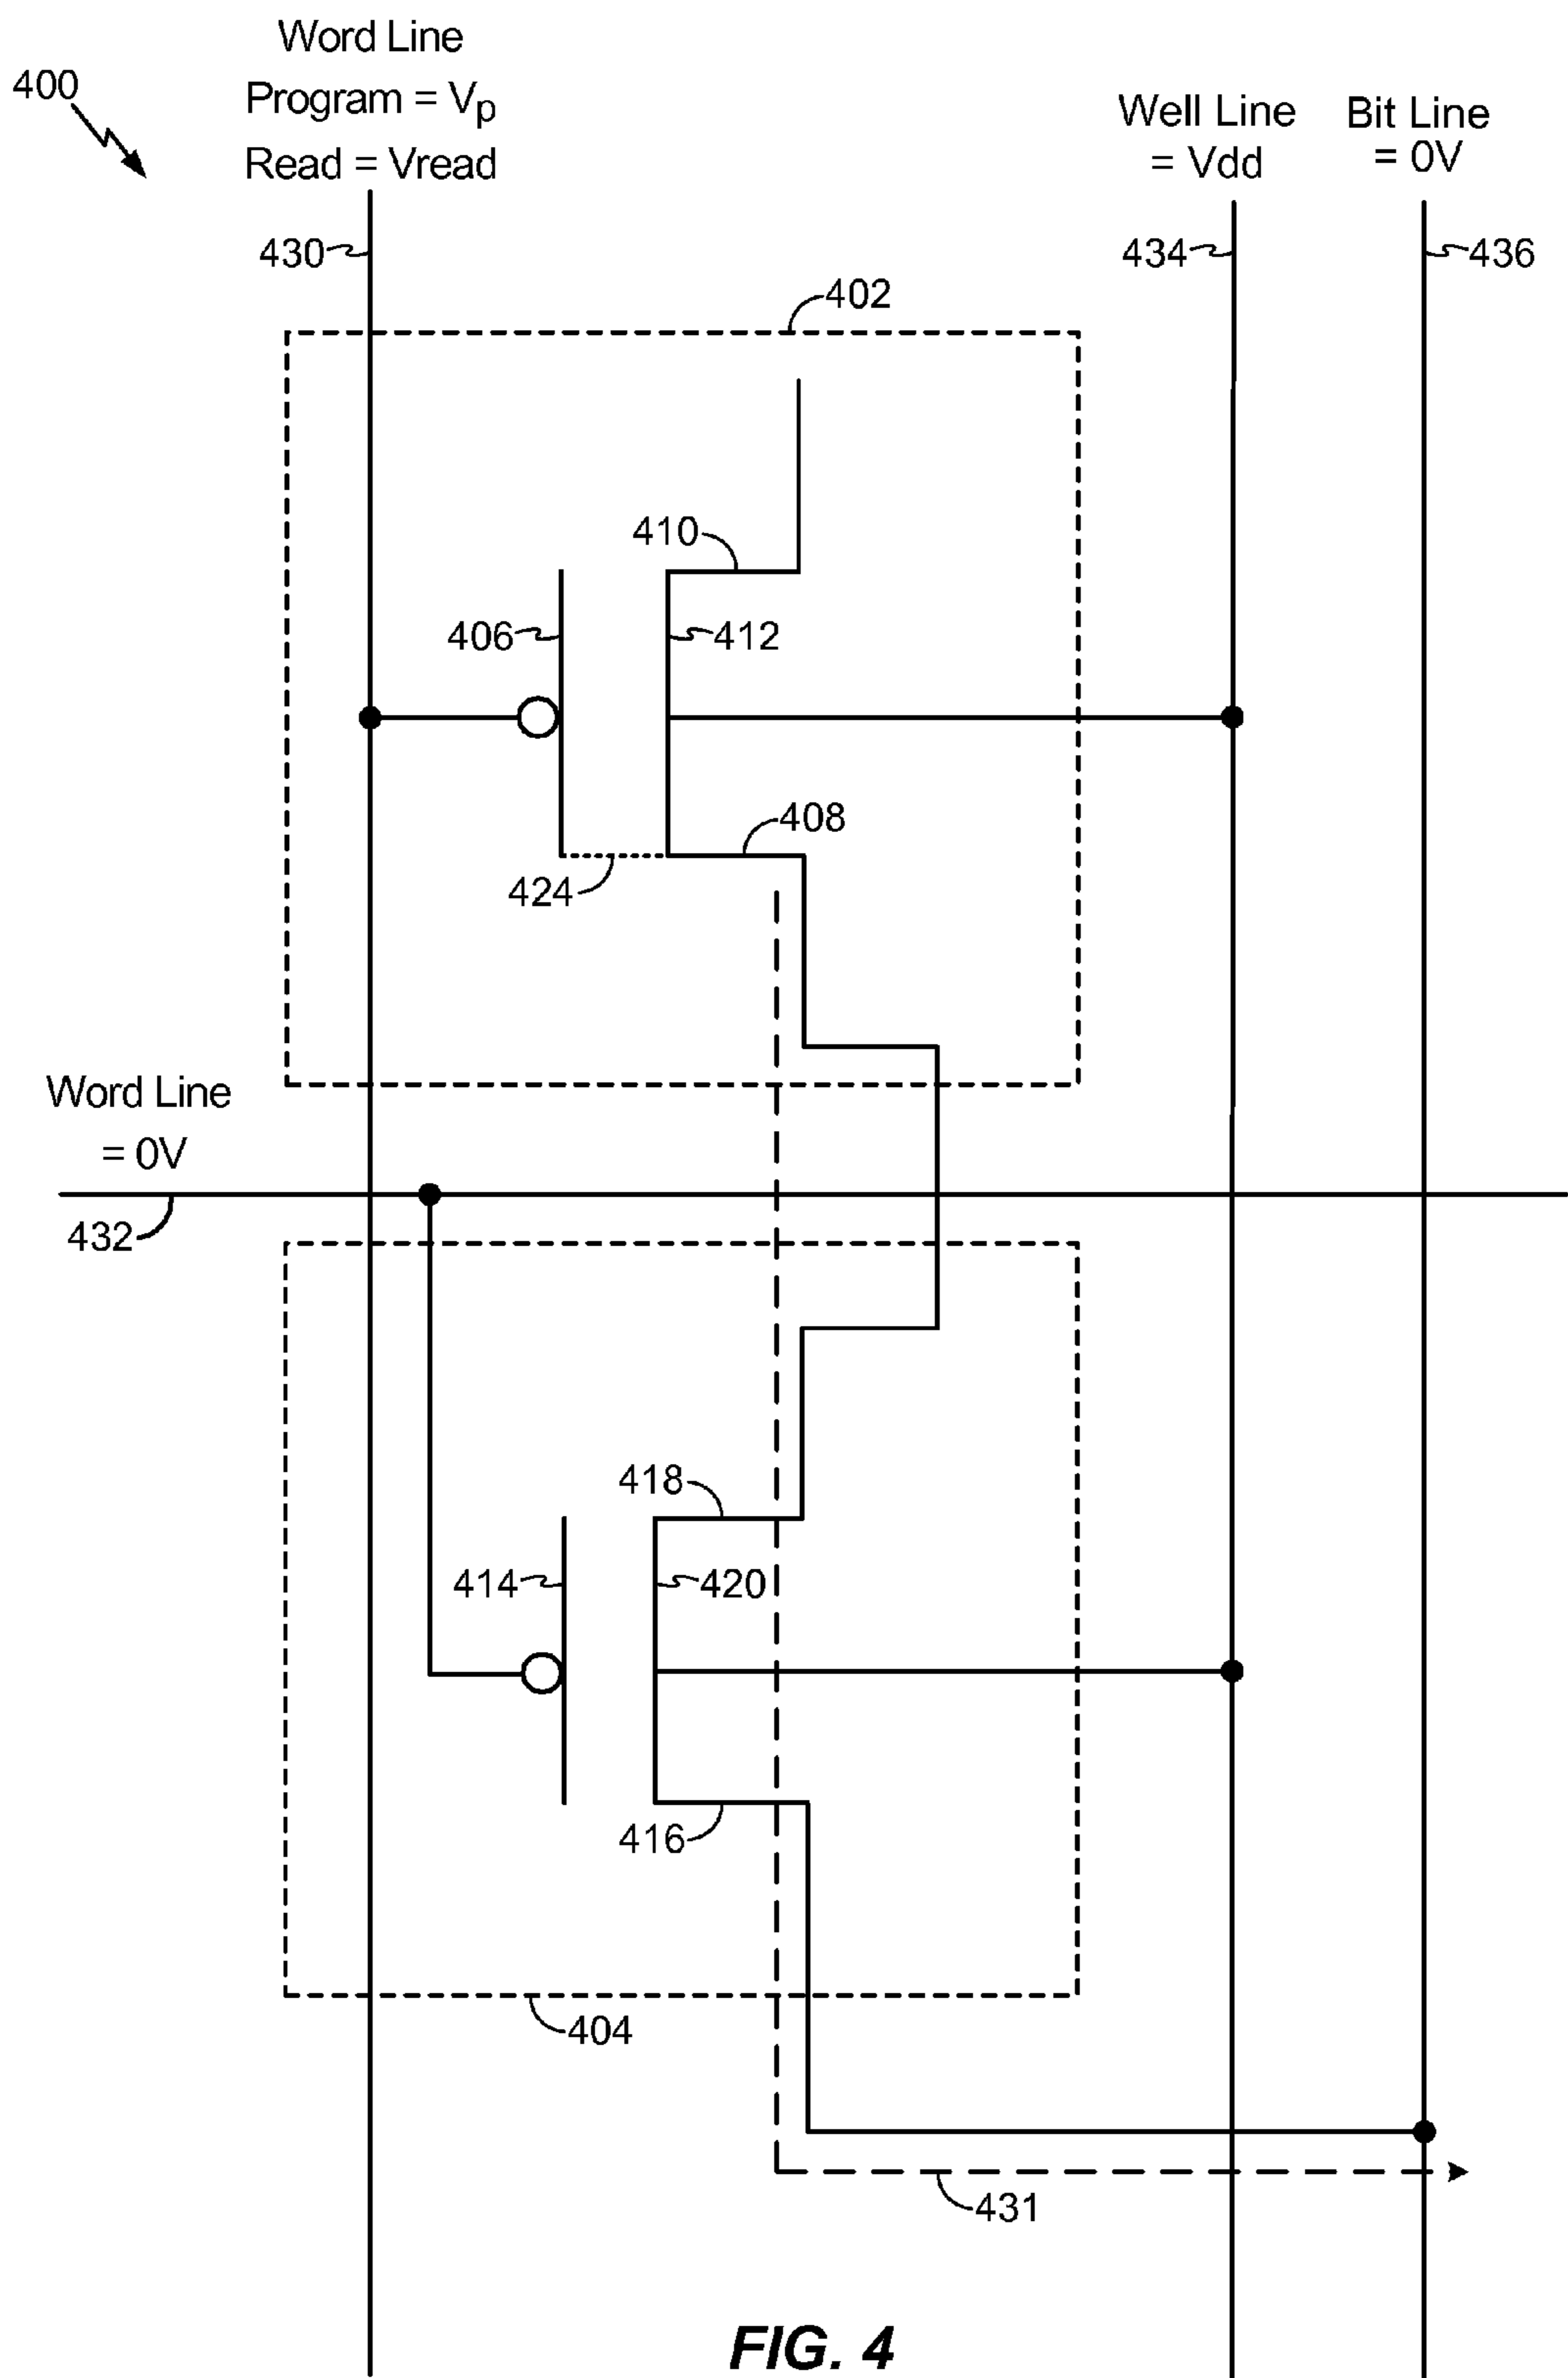 Word Line
Program = Vp
Read = Vread
400
Well Line
= Vdd
Bit Line
= 0V
430
434
436
402
410
406
412
408
424
Word Line
= 0V
432
418
414
420
416
404
431
FIG. 4